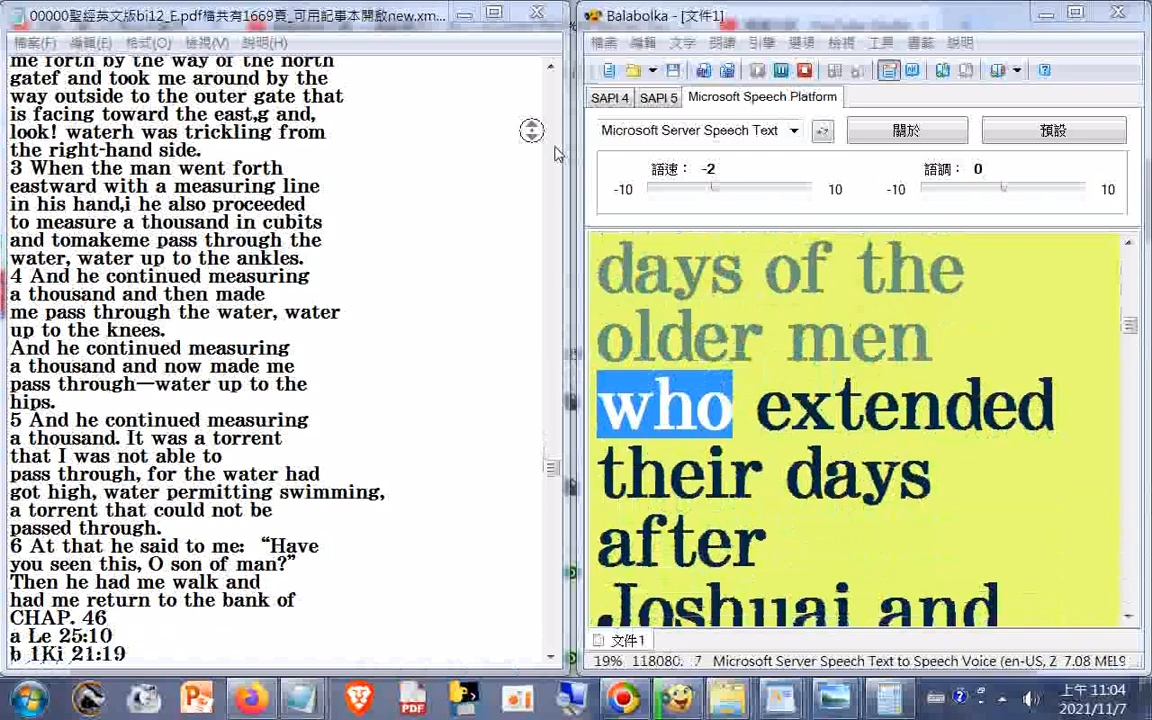 00000聖經英文版bi12_E.pdf檔共有1669頁_可用記事本開啟new.xm...
檔案(F) 編輯(E) 格式(O) 檢視(V) 說明(H)
me forth by the way of the north
gatef and took me around by the
way outside to the outer gate that
is facing toward the east,g and,
look! waterh was trickling from
the right-hand side.
3 When the man went forth
eastward with a measuring line
in his hand,i he also proceeded
to measure a thousand in cubits
and tomakeme pass through the
water, water up to the ankles.
4 And he continued measuring
a thousand and then made
me pass through the water, water
up to the knees.
And he continued measuring
a thousand and now made me
pass through—water up to the
hips.
5 And he continued measuring
a thousand. It was a torrent
that I was not able to
pass through, for the water had
got high, water permitting swimming,
a torrent that could not be
passed through.
6 At that he said to me: “Have
you seen this, O son of man?”
Then he had me walk and
had me return to the bank of
CHAP. 46
a Le 25:10
b 1Ki 21:19
Balabolka - [文件1]
檔案 編輯 文字 朗讀 引擎 選項 檢視 工具 書籤 說明
SAPI 4 SAPI 5 Microsoft Speech Platform
Microsoft Server Speech Text 關於 預設
語速： -2 語調： 0
-10 10 -10 10
days of the
older men
who extended
their days
after
Joshuai and
文件1
19% 118080. 7 Microsoft Server Speech Text to Speech Voice (en-US, Z 7.08 МЕ19
PDF
上午 11:04
2021/11/7